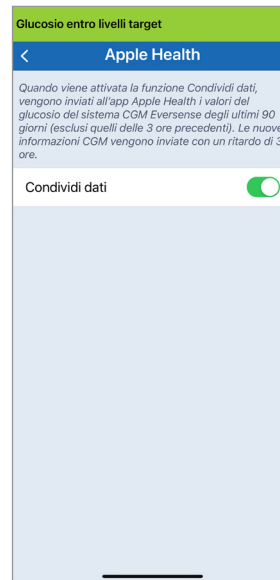 Glucosio entro livelli target
Apple Health
Quando viene attivata la funzione Condividi dati,
vengono inviati all'app Apple Health i valori del
glucosio del sistema CGM Eversense degli ultimi 90
giorni (esclusi quelli delle 3 ore precedenti). Le nuove
informazioni CGM vengono inviate con un ritardo di 3
ore.
Condividi dati